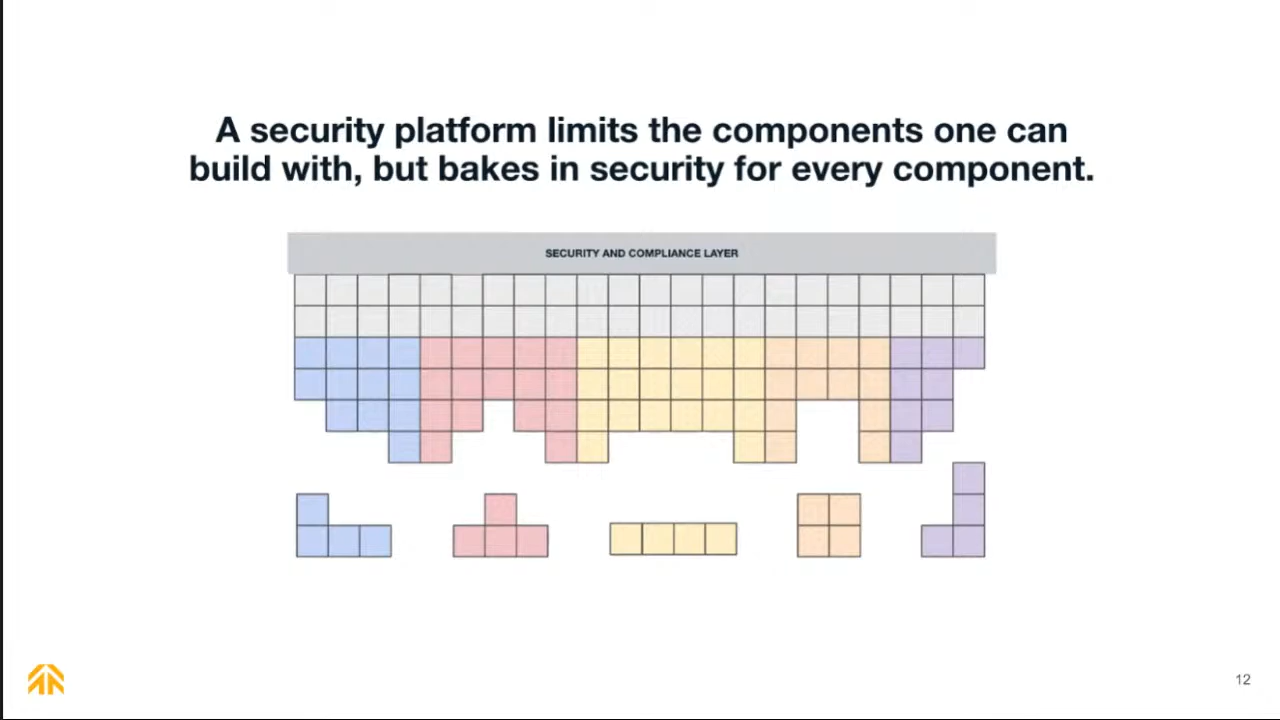 A security platform limits the components one can
build with, but bakes in security for every component.
SECURITY AND COMPLIANCE LAYER
12